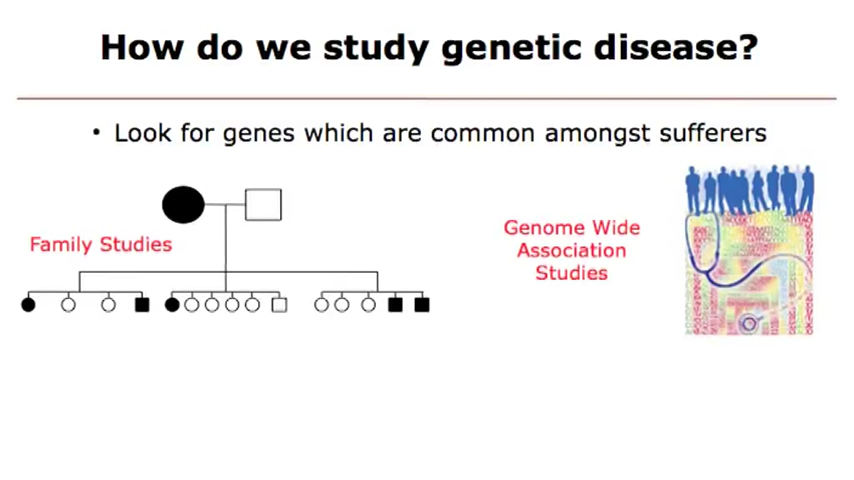 How do we study genetic disease?
• Look for genes which are common amongst sufferers
Family Studies
Genome Wide
Association
Studies